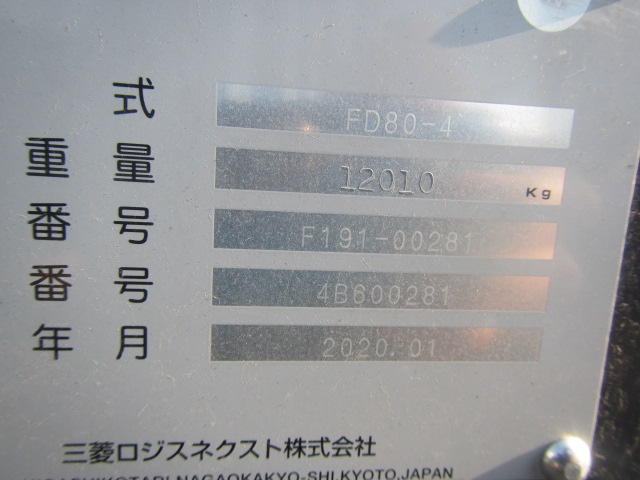 式 FD80-4
重量 12010 Kg
番号 F191-00281
番号 4B600281
年月 2020.01
三菱ロジスネクスト株式会社
NAGAOKAKYO-SHI,KYOTO,JAPAN